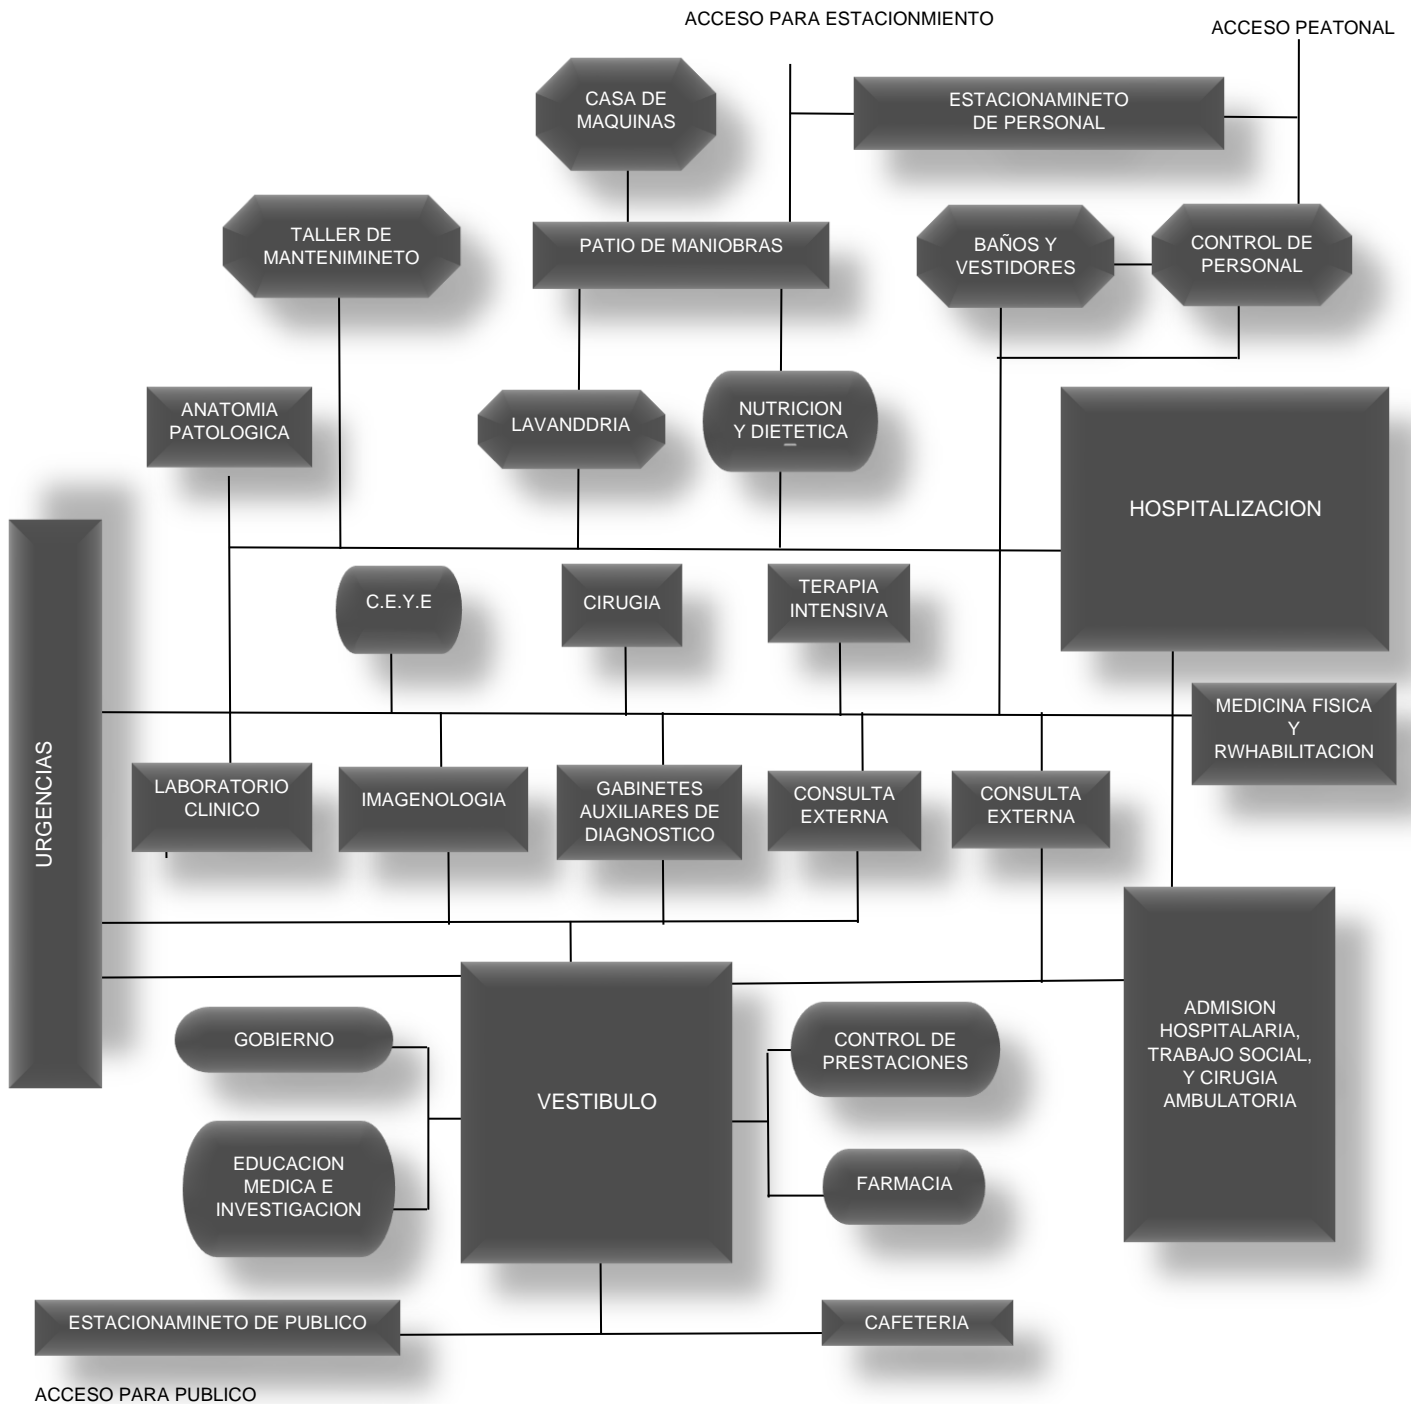 ACCESO PARA ESTACIONMIENTO
ACCESO PEATONAL
CASA DE
MAQUINAS
ESTACIONAMINETO
DE PERSONAL
TALLER DE
MANTENIMINETO
PATIO DE MANIOBRAS
BAÑOS Y
VESTIDORES
CONTROL DE
PERSONAL
ANATOMIA
PATOLOGICA
LAVANDDRIA
NUTRICION
Y DIETETICA
HOSPITALIZACION
C.E.Y.E
CIRUGIA
TERAPIA
INTENSIVA
MEDICINA FISICA
Y
RWHABILITACION
URGENCIAS
LABORATORIO
CLINICO
IMAGENOLOGIA
GABINETES
AUXILIARES DE
DIAGNOSTICO
CONSULTA
EXTERNA
CONSULTA
EXTERNA
ADMISION
HOSPITALARIA,
TRABAJO SOCIAL,
Y CIRUGIA
AMBULATORIA
GOBIERNO
CONTROL DE
PRESTACIONES
VESTIBULO
EDUCACION
MEDICA E
INVESTIGACION
FARMACIA
ESTACIONAMINETO DE PUBLICO
CAFETERIA
ACCESO PARA PUBLICO